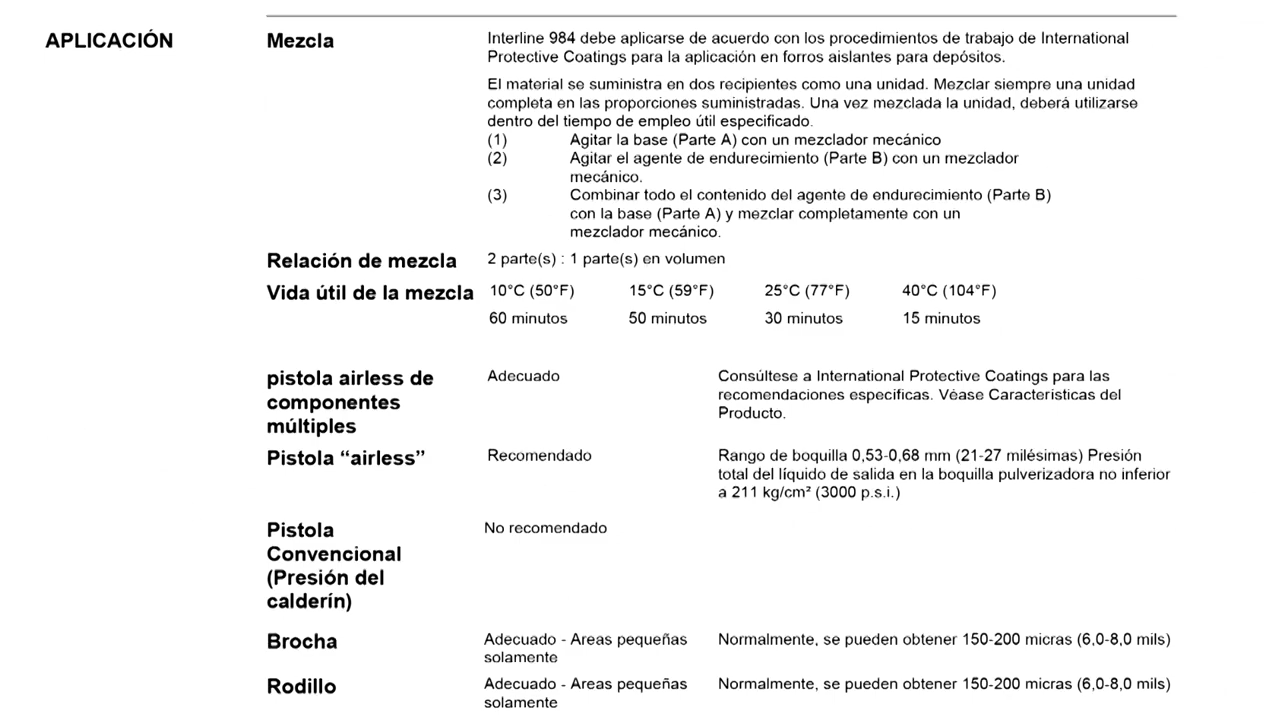 APLICACIÓN
Mezcla
Interline 984 debe aplicarse de acuerdo con los procedimientos de trabajo de International
Protective Coatings para la aplicación en forros aislantes para depósitos.
El material se suministra en dos recipientes como una unidad. Mezclar siempre una unidad
completa en las proporciones suministradas. Una vez mezclada la unidad, deberá utilizarse
dentro del tiempo de empleo útil especificado.
(1) Agitar la base (Parte A) con un mezclador mecánico
(2) Agitar el agente de endurecimiento (Parte B) con un mezclador
mecánico.
(3) Combinar todo el contenido del agente de endurecimiento (Parte B)
con la base (Parte A) y mezclar completamente con un
mezclador mecánico.
Relación de mezcla 2 parte(s) : 1 parte(s) en volumen
Vida útil de la mezcla 10°C (50°F) 15°C (59°F) 25°C (77°F) 40°C (104°F)
60 minutos 50 minutos 30 minutos 15 minutos
pistola airless de
componentes
múltiples
Adecuado
Consúltese a International Protective Coatings para las
recomendaciones específicas. Véase Características del
Producto.
Pistola “airless”
Recomendado
Rango de boquilla 0,53-0,68 mm (21-27 milésimas) Presión
total del líquido de salida en la boquilla pulverizadora no inferior
a 211 kg/cm² (3000 p.s.i.)
Pistola
Convencional
(Presión del
calderín)
No recomendado
Brocha
Adecuado - Areas pequeñas
solamente
Normalmente, se pueden obtener 150-200 micras (6,0-8,0 mils)
Rodillo
Adecuado - Areas pequeñas
solamente
Normalmente, se pueden obtener 150-200 micras (6,0-8,0 mils)